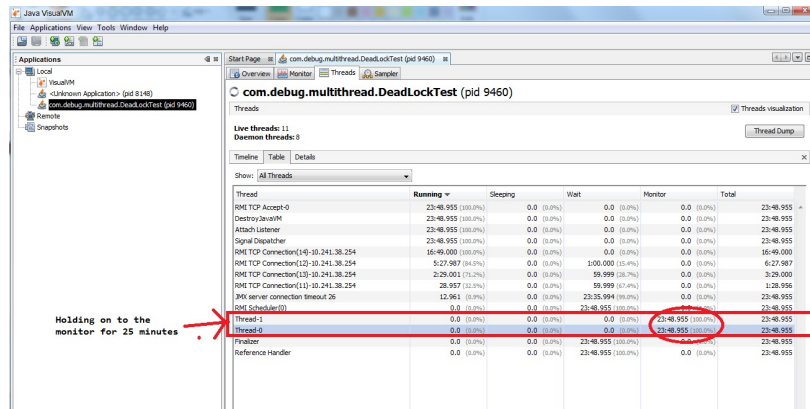 Java VisualVM
File Applications View Tools Window Help
Applications
Local
VisualVM
<Unknown Application> (pid 8148)
com.debug.multithread.DeadLockTest (pid 9460)
Remote
Snapshots
Start Page com.debug.multithread.DeadLockTest (pid 9460)
Overview Monitor Threads Sampler
com.debug.multithread.DeadLockTest (pid 9460)
Threads Threads visualization
Live threads: 11
Daemon threads: 8
Thread Dump
Timeline Table Details
Show: All Threads
Thread Running Sleeping Wait Monitor Total
RMI TCP Accept-0 23:48.955 (100.0%) 0.0 (0.0%) 0.0 (0.0%) 0.0 (0.0%) 23:48.955
DestroyJavaVM 23:48.955 (100.0%) 0.0 (0.0%) 0.0 (0.0%) 0.0 (0.0%) 23:48.955
Attach Listener 23:48.955 (100.0%) 0.0 (0.0%) 0.0 (0.0%) 0.0 (0.0%) 23:48.955
Signal Dispatcher 23:48.955 (100.0%) 0.0 (0.0%) 0.0 (0.0%) 0.0 (0.0%) 23:48.955
RMI TCP Connection(14)-10.241.38.254 16:49.000 (100.0%) 0.0 (0.0%) 0.0 (0.0%) 0.0 (0.0%) 16:49.000
RMI TCP Connection(12)-10.241.38.254 5:27.987 (84.5%) 0.0 (0.0%) 1:00.000 (15.4%) 0.0 (0.0%) 6:27.987
RMI TCP Connection(13)-10.241.38.254 2:29.001 (71.2%) 0.0 (0.0%) 59.999 (28.7%) 0.0 (0.0%) 3:29.000
RMI TCP Connection(11)-10.241.38.254 28.957 (32.5%) 0.0 (0.0%) 59.999 (67.4%) 0.0 (0.0%) 1:28.956
JMX server connection timeout 26 12.961 (0.9%) 0.0 (0.0%) 23:35.994 (99.0%) 0.0 (0.0%) 23:48.955
RMI Scheduler(0) 0.0 (0.0%) 0.0 (0.0%) 23:48.955 (100.0%) 0.0 (0.0%) 23:48.955
Thread-1 0.0 (0.0%) 0.0 (0.0%) 0.0 (0.0%) 23:48.955 (100.0%) 23:48.955
Thread-0 0.0 (0.0%) 0.0 (0.0%) 0.0 (0.0%) 23:48.955 (100.0%) 23:48.955
Finalizer 0.0 (0.0%) 0.0 (0.0%) 23:48.955 (100.0%) 0.0 (0.0%) 23:48.955
Reference Handler 0.0 (0.0%) 0.0 (0.0%) 23:48.955 (100.0%) 0.0 (0.0%) 23:48.955
Holding on to the
monitor for 25 minutes